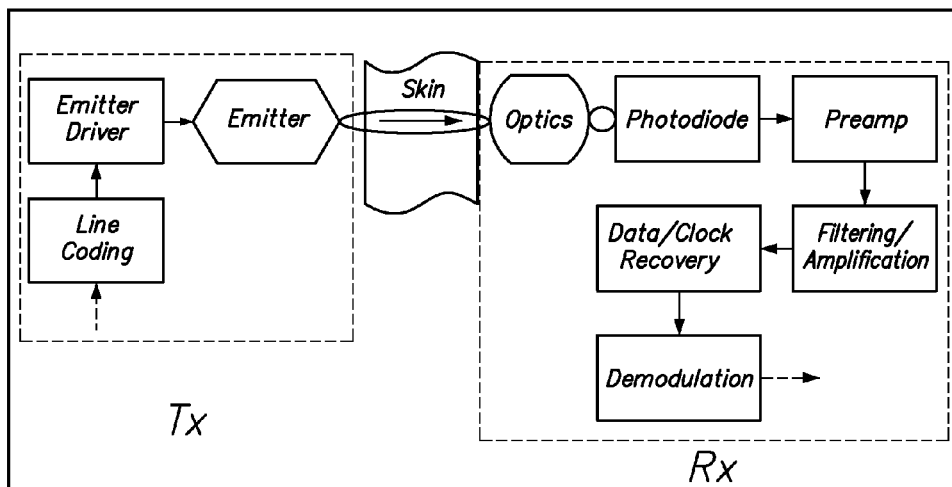 Emitter
Driver
Emitter
Skin
Optics
Photodiode
Preamp
Line
Coding
Data/Clock
Recovery
Filtering/
Amplification
Demodulation
Tx
Rx